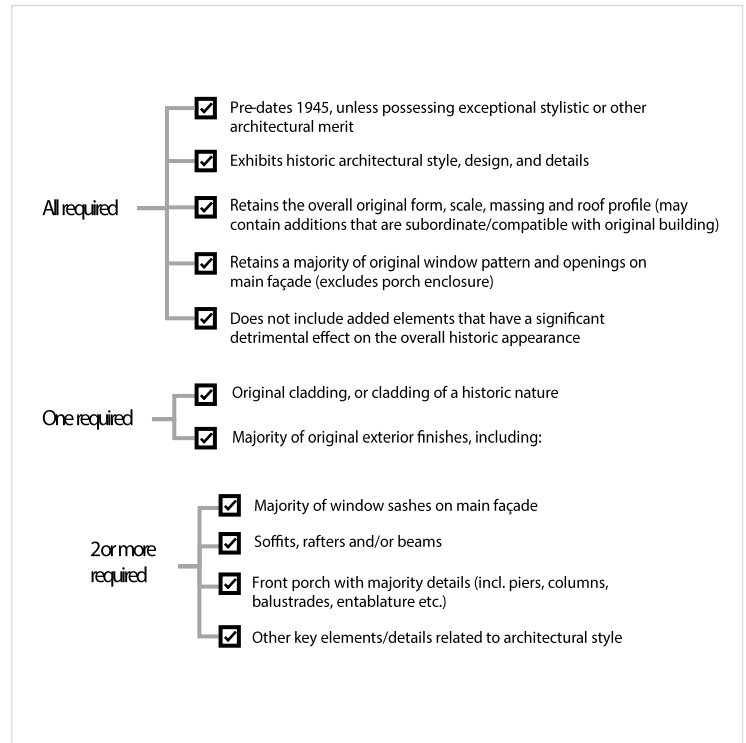 Pre-dates 1945, unless possessing exceptional stylistic or other
architectural merit
Exhibits historic architectural style, design, and details
All required
Retains the overall original form, scale, massing and roof profile (may
contain additions that are subordinate/compatible with original building)
Retains a majority of original window pattern and openings on
main façade (excludes porch enclosure)
Does not include added elements that have a significant
detrimental effect on the overall historic appearance
One required
Original cladding, or cladding of a historic nature
Majority of original exterior finishes, including:
2 or more
required
Majority of window sashes on main façade
Soffits, rafters and/or beams
Front porch with majority details (incl. piers, columns,
balustrades, entablature etc.)
Other key elements/details related to architectural style